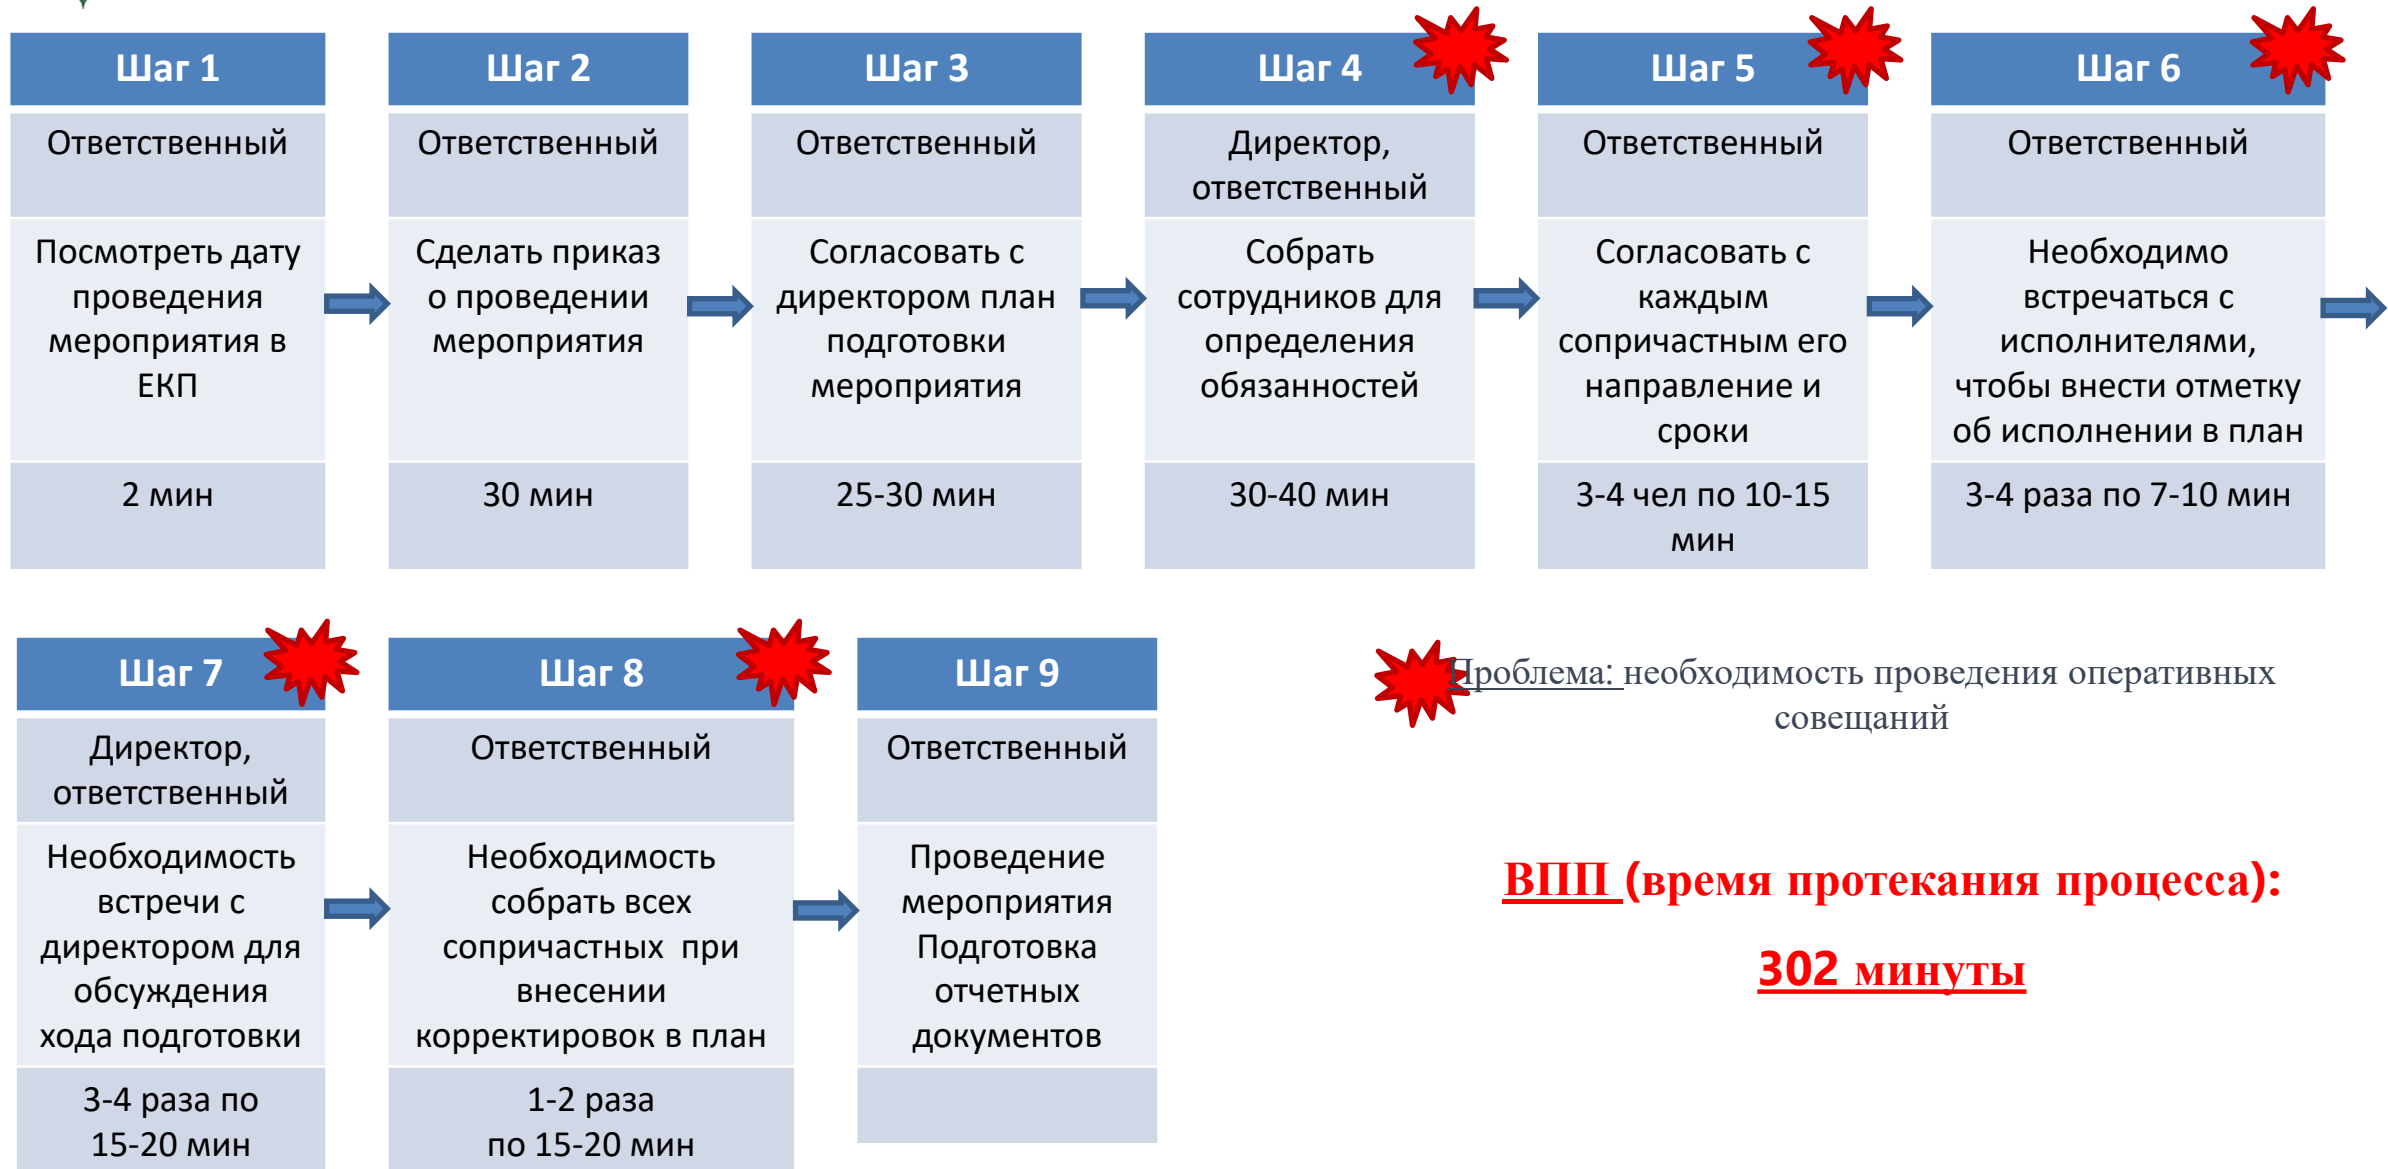 Шаг 1
Ответственный
Посмотреть дату
проведения
мероприятия в
ЕКП
2 мин
Шаг 2
Ответственный
Сделать приказ
о проведении
мероприятия
30 мин
Шаг 3
Ответственный
Согласовать с
директором план
подготовки
мероприятия
25-30 мин
Шаг 4
Директор,
ответственный
Собрать
сотрудников для
определения
обязанностей
30-40 мин
Шаг 5
Ответственный
Согласовать с
каждым
сопричастным его
направление и
сроки
3-4 чел по 10-15
мин
Шаг 6
Ответственный
Необходимо
встречаться с
исполнителями,
чтобы внести отметку
об исполнении в план
3-4 раза по 7-10 мин
Шаг 7
Директор,
ответственный
Необходимость
встречи с
директором для
обсуждения
хода подготовки
3-4 раза по
15-20 мин
Шаг 8
Ответственный
Необходимость
собрать всех
сопричастных при
внесении
корректировок в план
1-2 раза
по 15-20 мин
Шаг 9
Ответственный
Проведение
мероприятия
Подготовка
отчетных
документов
Проблема: необходимость проведения оперативных
совещаний
ВПП (время протекания процесса):
302 минуты